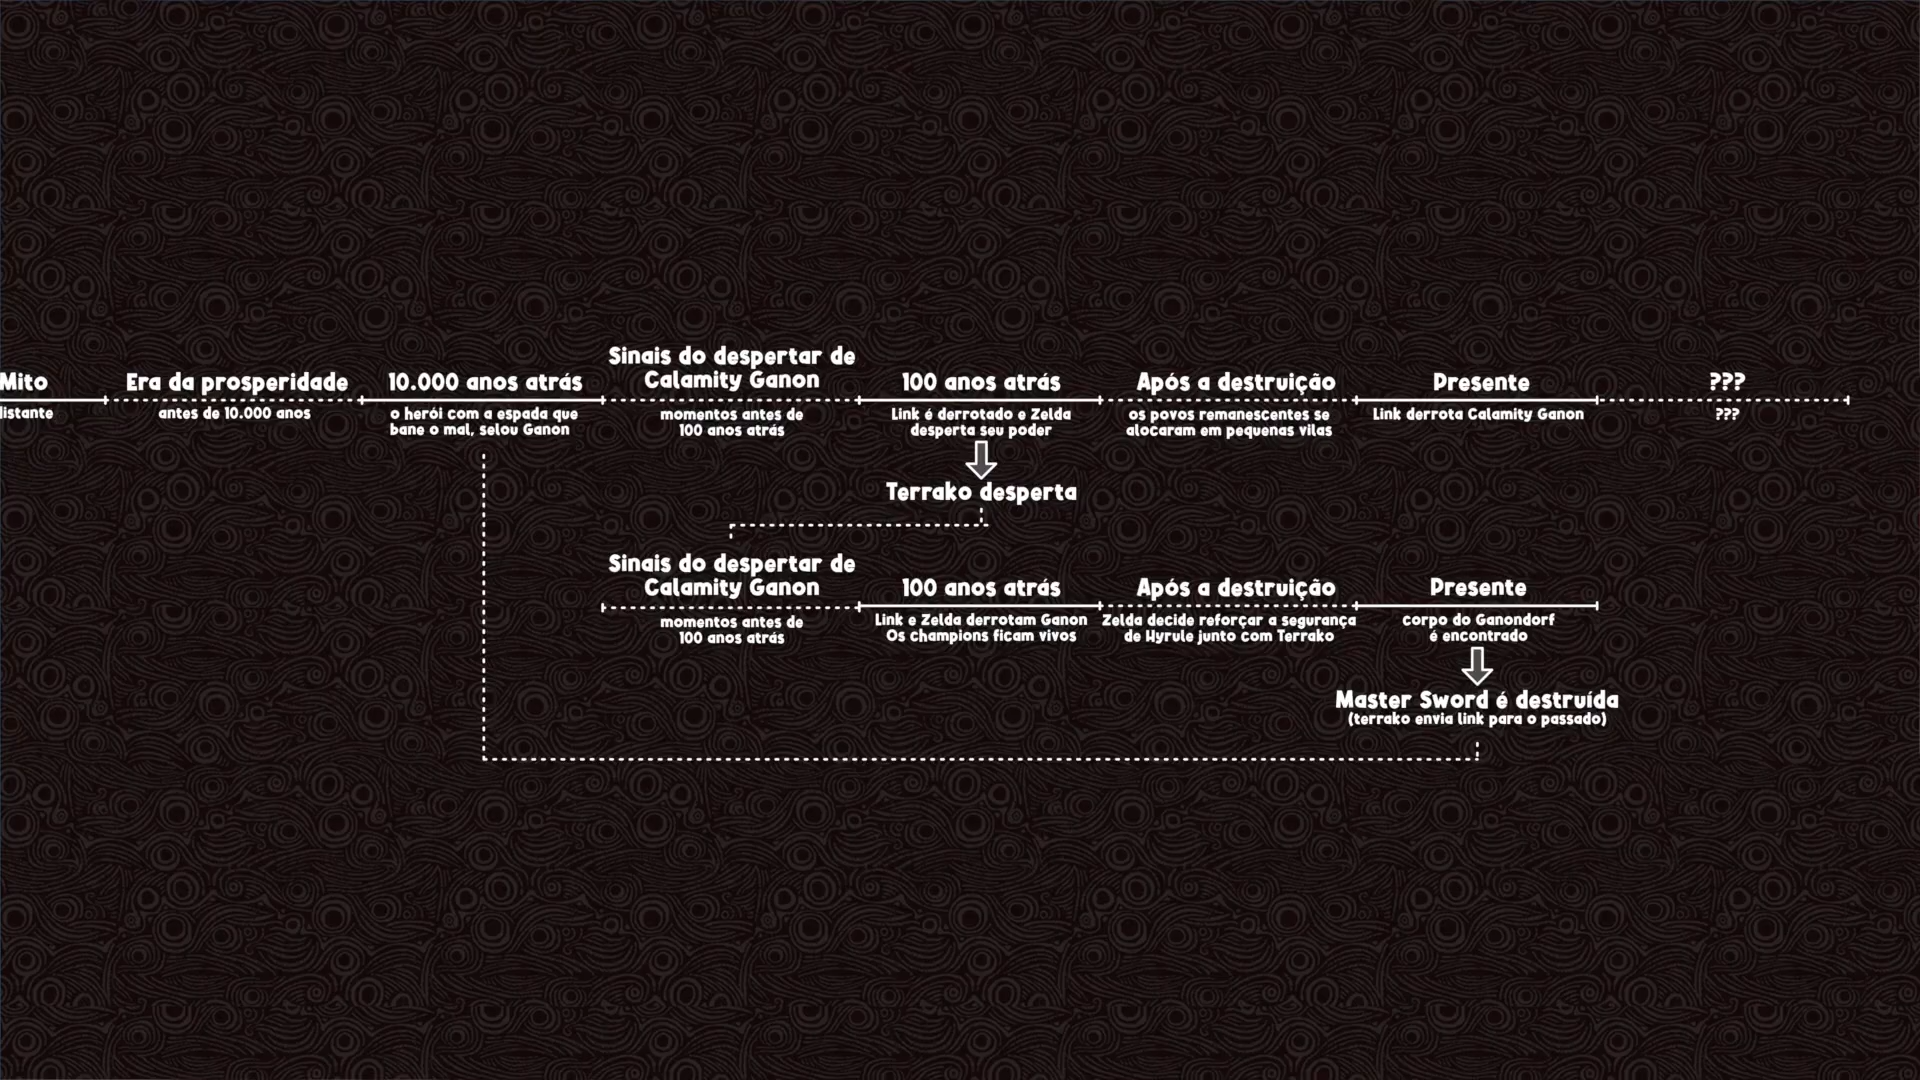 Mito
Era da prosperidade
antes de 10.000 anos
10.000 anos atrás
o herói com a espada que
bane o mal, selou Ganon
Sinais do despertar de
Calamity Ganon
momentos antes de
100 anos atrás
100 anos atrás
Link é derrotado e Zelda
desperta seu poder
Após a destruição
os povos remanescentes se
alocaram em pequenas vilas
Presente
Link derrota Calamity Ganon
???
???
Terrako desperta
Sinais do despertar de
Calamity Ganon
momentos antes de
100 anos atrás
100 anos atrás
Link e Zelda derrotam Ganon
Os champions ficam vivos
Após a destruição
Zelda decide reforçar a segurança
de Hyrule junto com Terrako
Presente
corpo do Ganondorf
é encontrado
Master Sword é destruída
(terrako envia link para o passado)